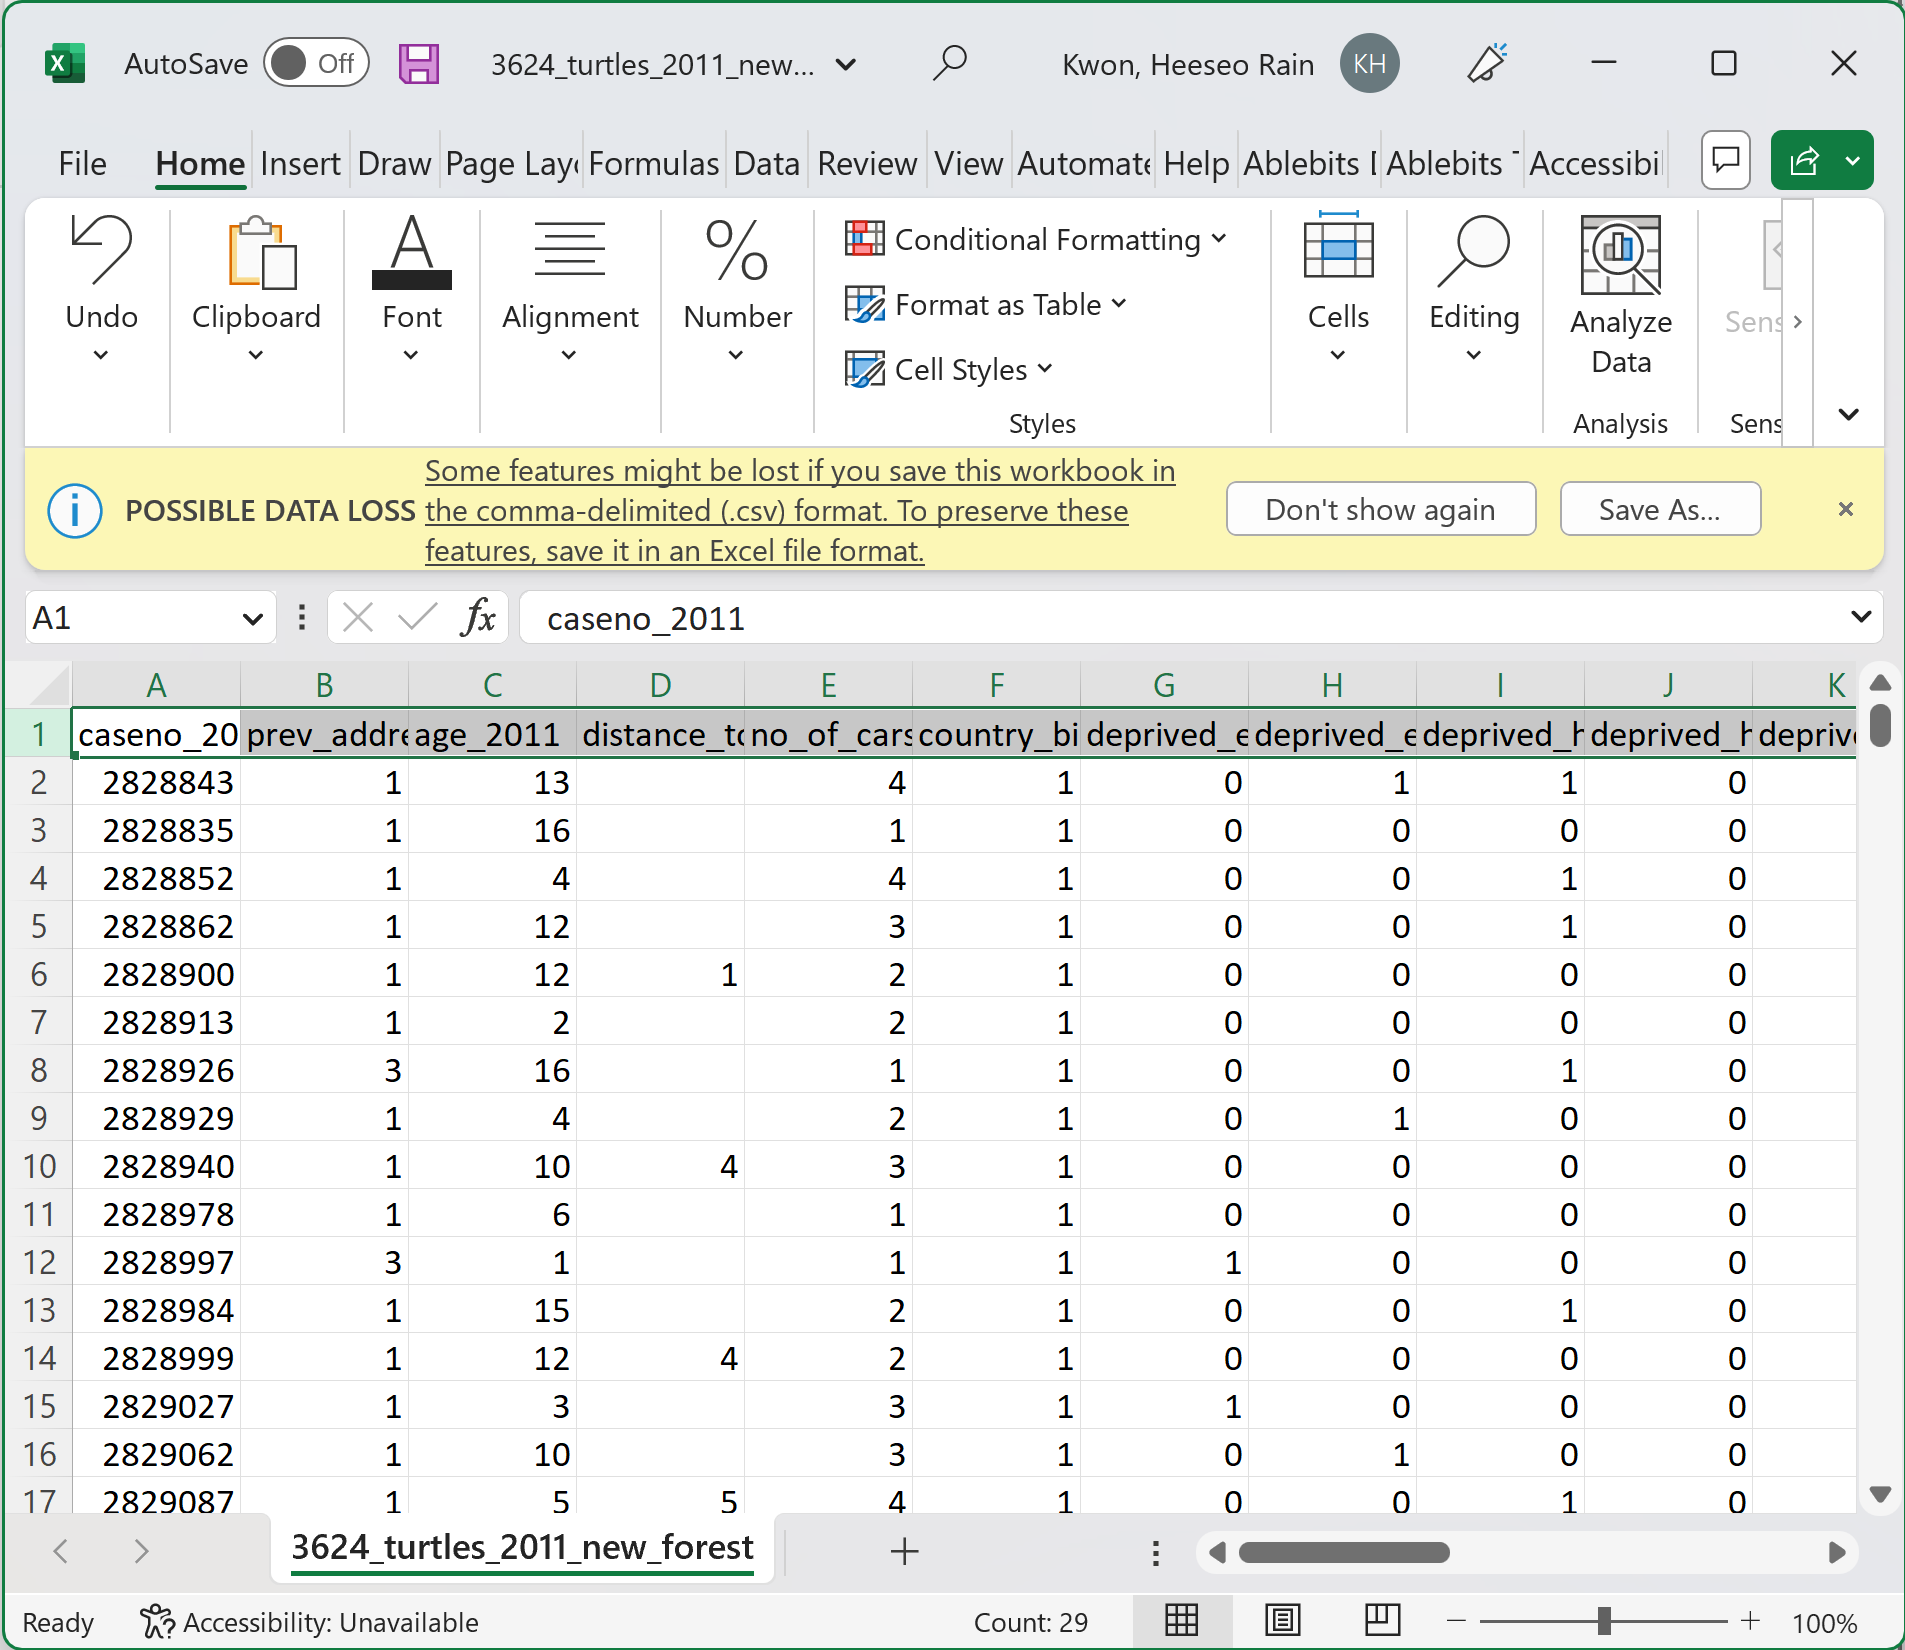 AutoSave Off 3624_turtles_2011_new... Kwon, Heeseo Rain KH
File Home Insert Draw Page Layo Formulas Data Review View Automate Help Ablebits D Ablebits T Accessibil
Undo Clipboard Font Alignment Number Conditional Formatting Format as Table Cell Styles Cells Editing Analyze Data Sens
Styles Analysis Sens
POSSIBLE DATA LOSS Some features might be lost if you save this workbook in
the comma-delimited (.csv) format. To preserve these
features, save it in an Excel file format.
Don't show again Save As...
A1 fx caseno_2011
A B C D E F G H I J K
1 caseno_20 prev_addre age_2011 distance_to no_of_cars country_bi deprived_e deprived_e deprived_h deprived_h deprive
2 2828843 1 13 4 1 0 1 1 0
3 2828835 1 16 1 1 0 0 0 0
4 2828852 1 4 4 1 0 0 1 0
5 2828862 1 12 3 1 0 0 1 0
6 2828900 1 12 1 2 1 0 0 0 0
7 2828913 1 2 2 1 0 0 0 0
8 2828926 3 16 1 1 0 0 1 0
9 2828929 1 4 2 1 0 1 0 0
10 2828940 1 10 4 3 1 0 0 0 0
11 2828978 1 6 1 1 0 0 0 0
12 2828997 3 1 1 1 1 0 0 0
13 2828984 1 15 2 1 0 0 1 0
14 2828999 1 12 4 2 1 0 0 0 0
15 2829027 1 3 3 1 1 0 0 0
16 2829062 1 10 3 1 0 1 0 0
17 2829087 1 5 5 4 1 0 0 1 0
3624_turtles_2011_new_forest
Ready Accessibility: Unavailable Count: 29 100%